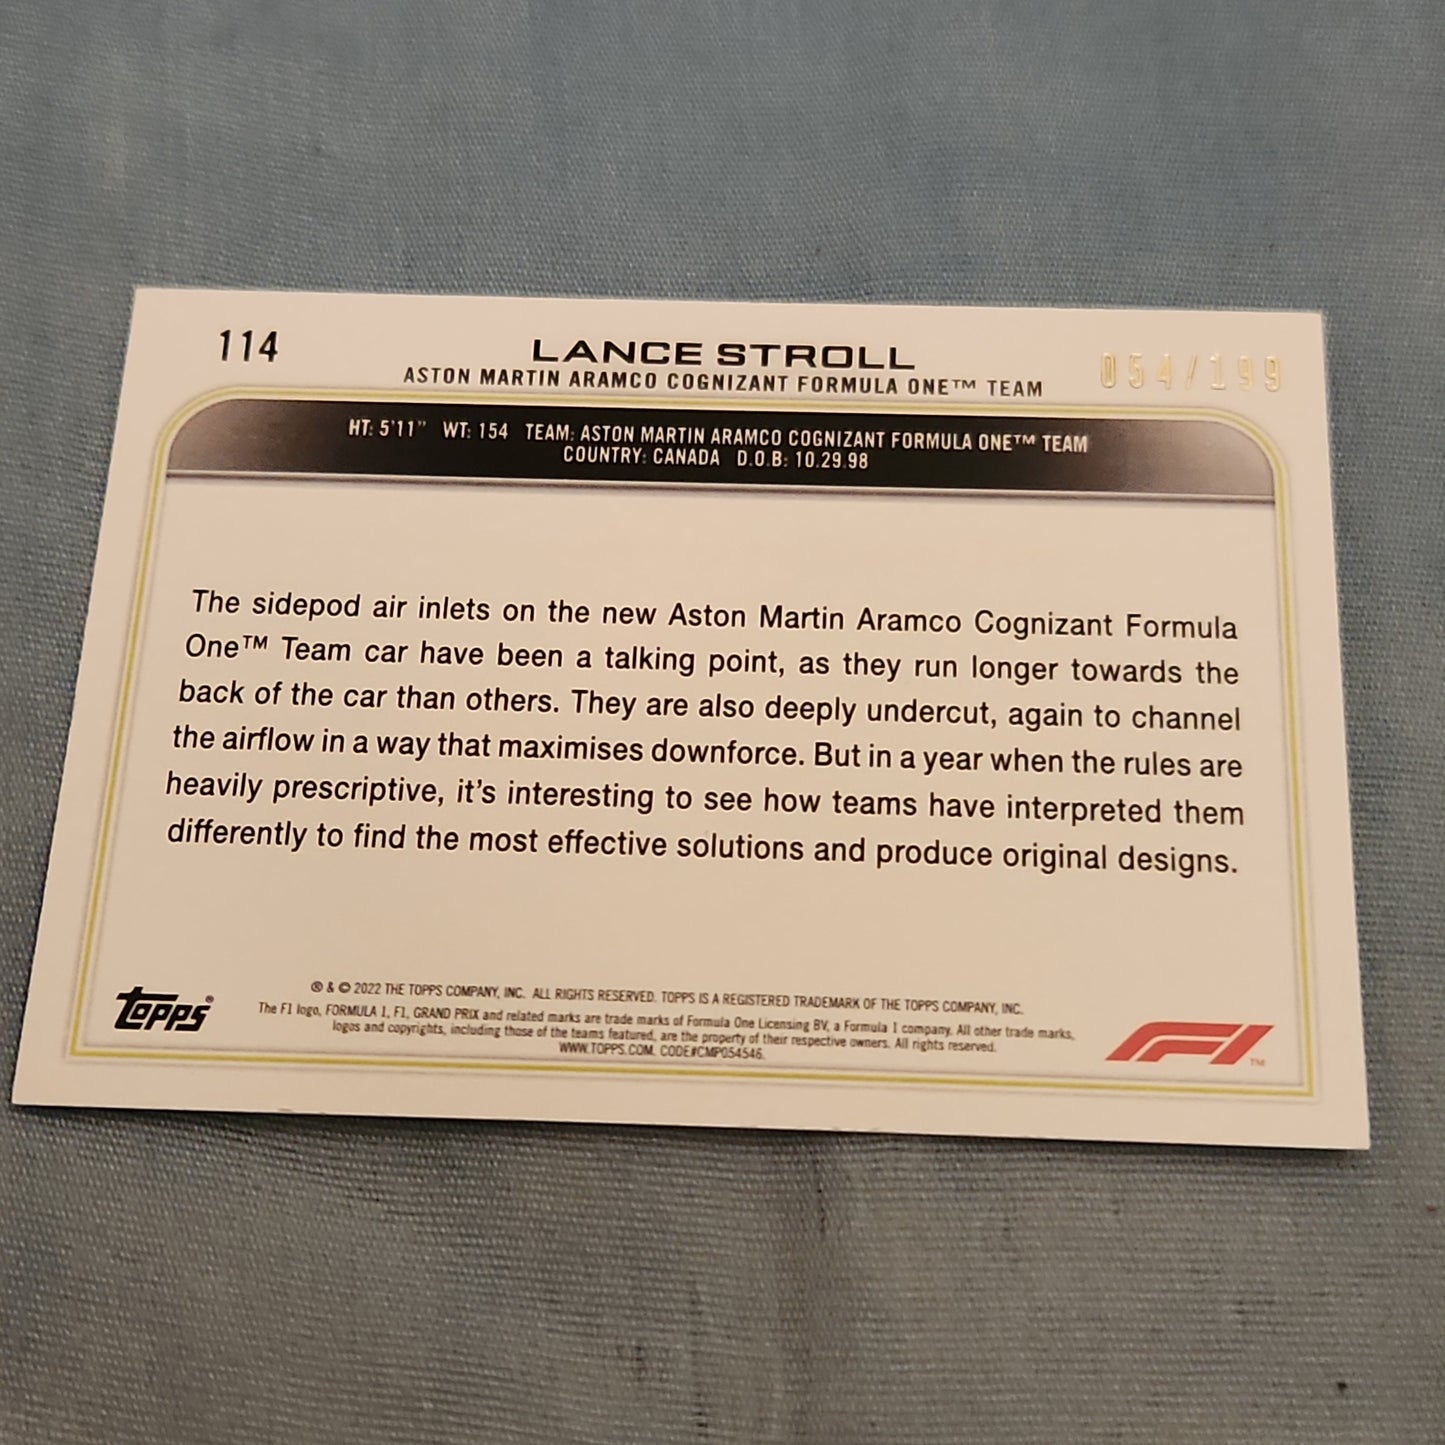 114
LANCE STROLL
054/199
ASTON MARTIN ARAMCO COGNIZANT FORMULA ONE™ TEAM
HT: 5'11" WT: 154 TEAM: ASTON MARTIN ARAMCO COGNIZANT FORMULA ONE™ TEAM
COUNTRY: CANADA D.O.B: 10.29.98
The sidepod air inlets on the new Aston Martin Aramco Cognizant Formula
One™ Team car have been a talking point, as they run longer towards the
back of the car than others. They are also deeply undercut, again to channel
the airflow in a way that maximises downforce. But in a year when the rules are
heavily prescriptive, it's interesting to see how teams have interpreted them
differently to find the most effective solutions and produce original designs.
topps®
® & © 2022 THE TOPPS COMPANY, INC. ALL RIGHTS RESERVED. TOPPS IS A REGISTERED TRADEMARK OF THE TOPPS COMPANY, INC.
The F1 logo, FORMULA 1, F1, GRAND PRIX and related marks are trade marks of Formula One Licensing BV, a Formula 1 company. All other trade marks,
logos and copyrights, including those of the teams featured, are the property of their respective owners. All rights reserved.
WWW.TOPPS.COM. CODE#CMP054546.
F1™